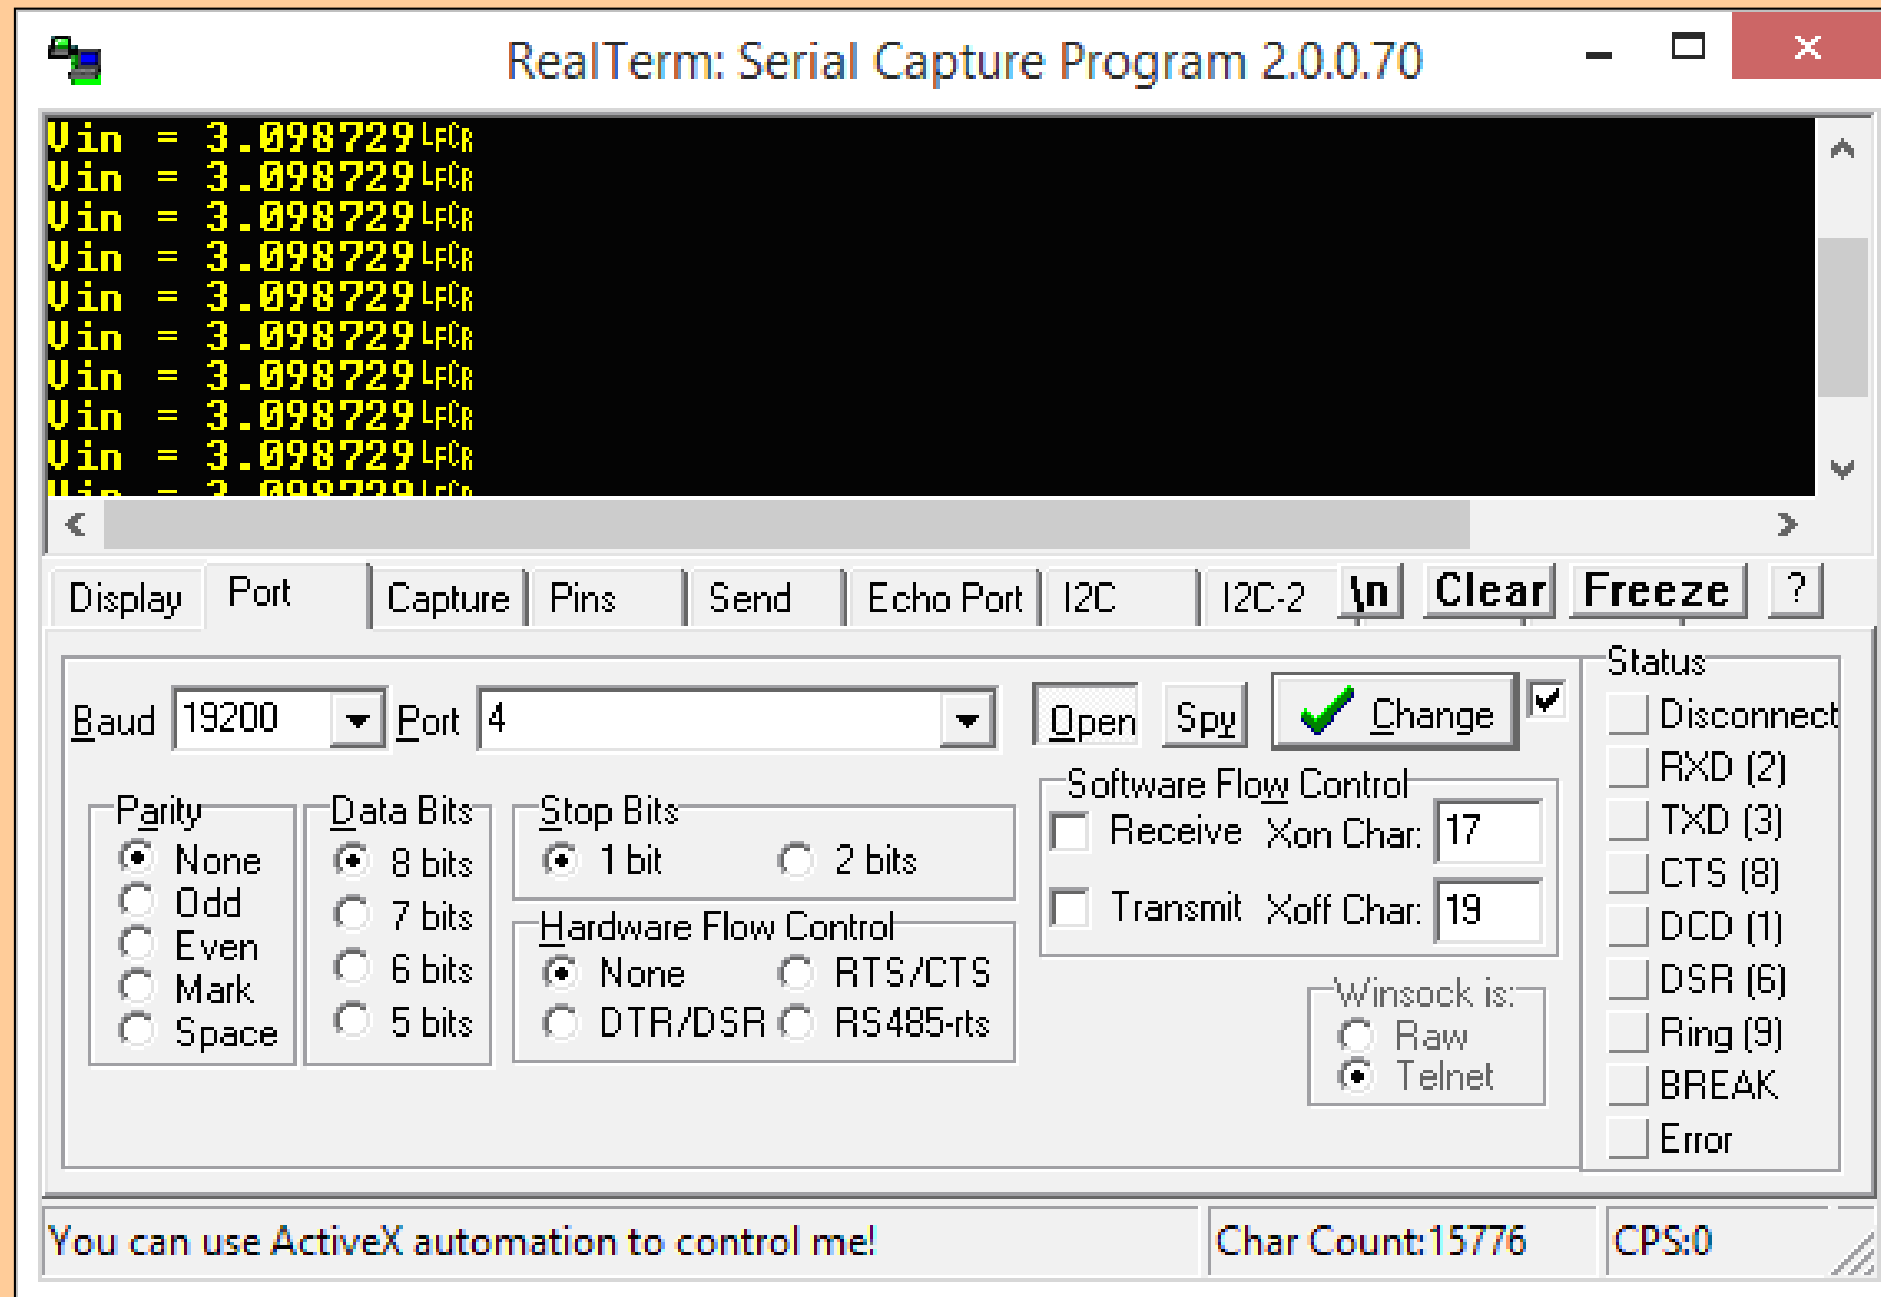 RealTerm: Serial Capture Program 2.0.0.70
Vin = 3.098729LFCR
Vin = 3.098729LFCR
Vin = 3.098729LFCR
Vin = 3.098729LFCR
Vin = 3.098729LFCR
Vin = 3.098729LFCR
Vin = 3.098729LFCR
Vin = 3.098729LFCR
Vin = 3.098729LFCR
Vin = 3.098729LFCR
Display Port Capture Pins Send Echo Port I2C I2C-2 \n Clear Freeze ?
Baud 19200 Port 4 Open Spy Change
Parity
None
Odd
Even
Mark
Space
Data Bits
8 bits
7 bits
6 bits
5 bits
Stop Bits
1 bit 2 bits
Hardware Flow Control
None RTS/CTS
DTR/DSR RS485-rts
Software Flow Control
Receive Xon Char: 17
Transmit Xoff Char: 19
Winsock is:
Raw
Telnet
Status
Disconnect
RXD (2)
TXD (3)
CTS (8)
DCD (1)
DSR (6)
Ring (9)
BREAK
Error
You can use ActiveX automation to control me! Char Count:15776 CPS:0